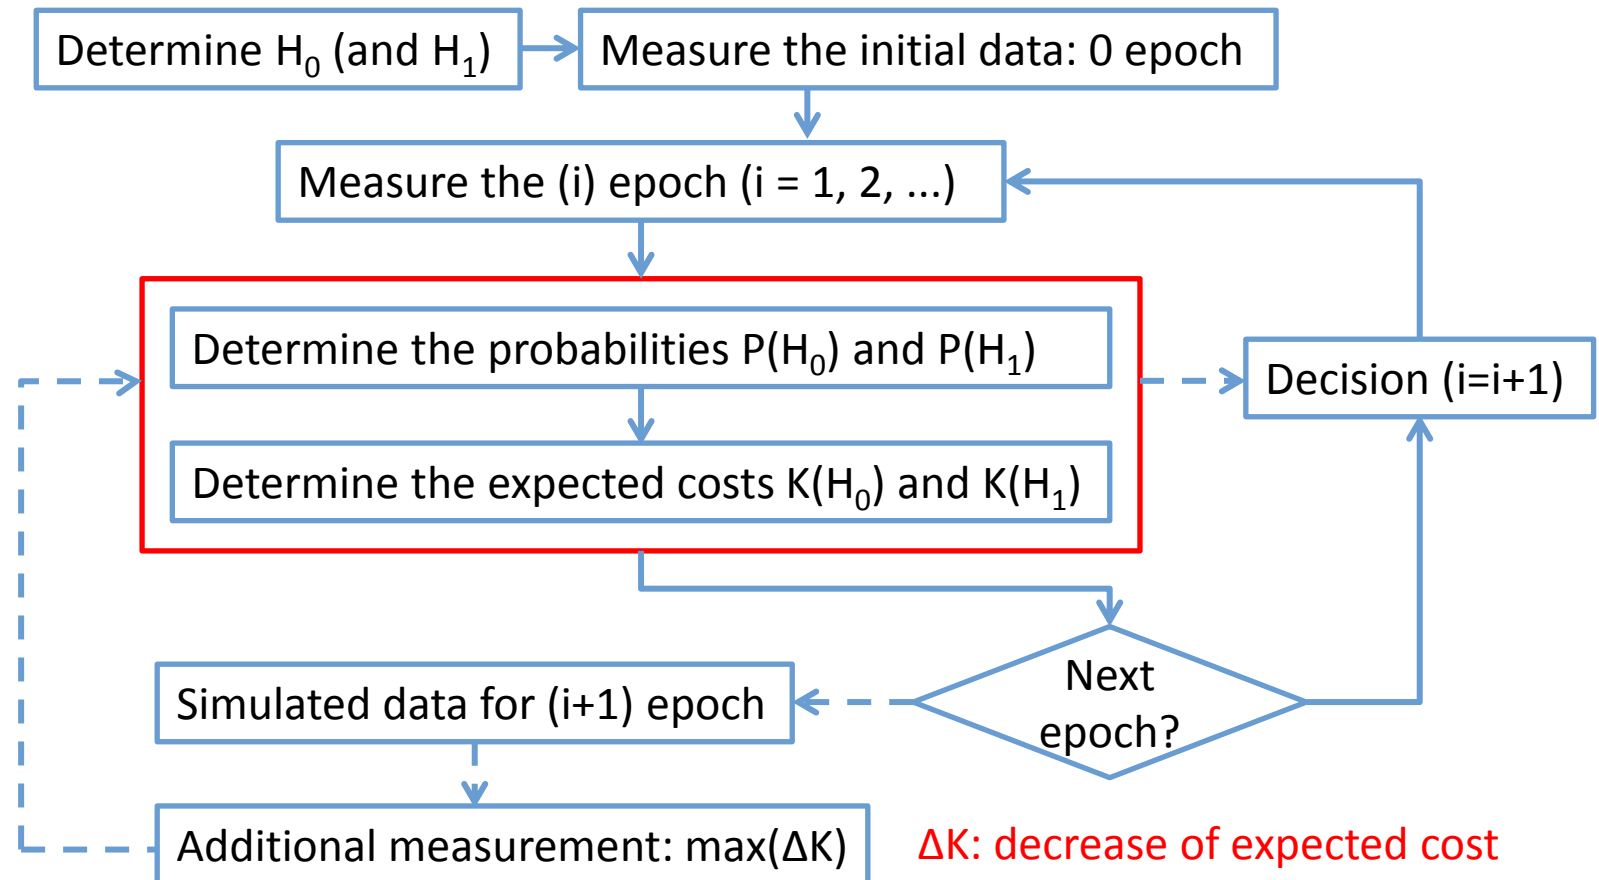 Determine H₀ (and H₁)
Measure the initial data: 0 epoch
Measure the (i) epoch (i = 1, 2, ...)
Determine the probabilities P(H₀) and P(H₁)
Decision (i=i+1)
Determine the expected costs K(H₀) and K(H₁)
Next
epoch?
Simulated data for (i+1) epoch
Additional measurement: max(ΔK)
ΔK: decrease of expected cost